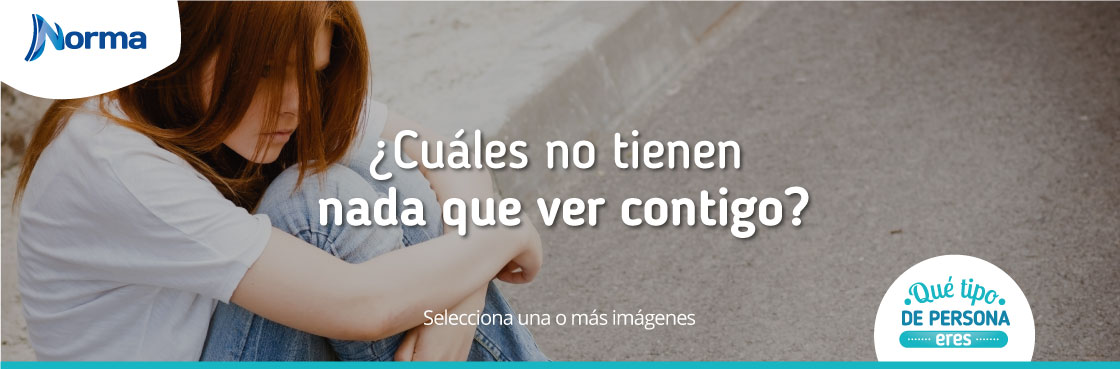 Norma
¿Cuáles no tienen
nada que ver contigo?
Selecciona una o más imágenes
Qué tipo
DE PERSONA
eres